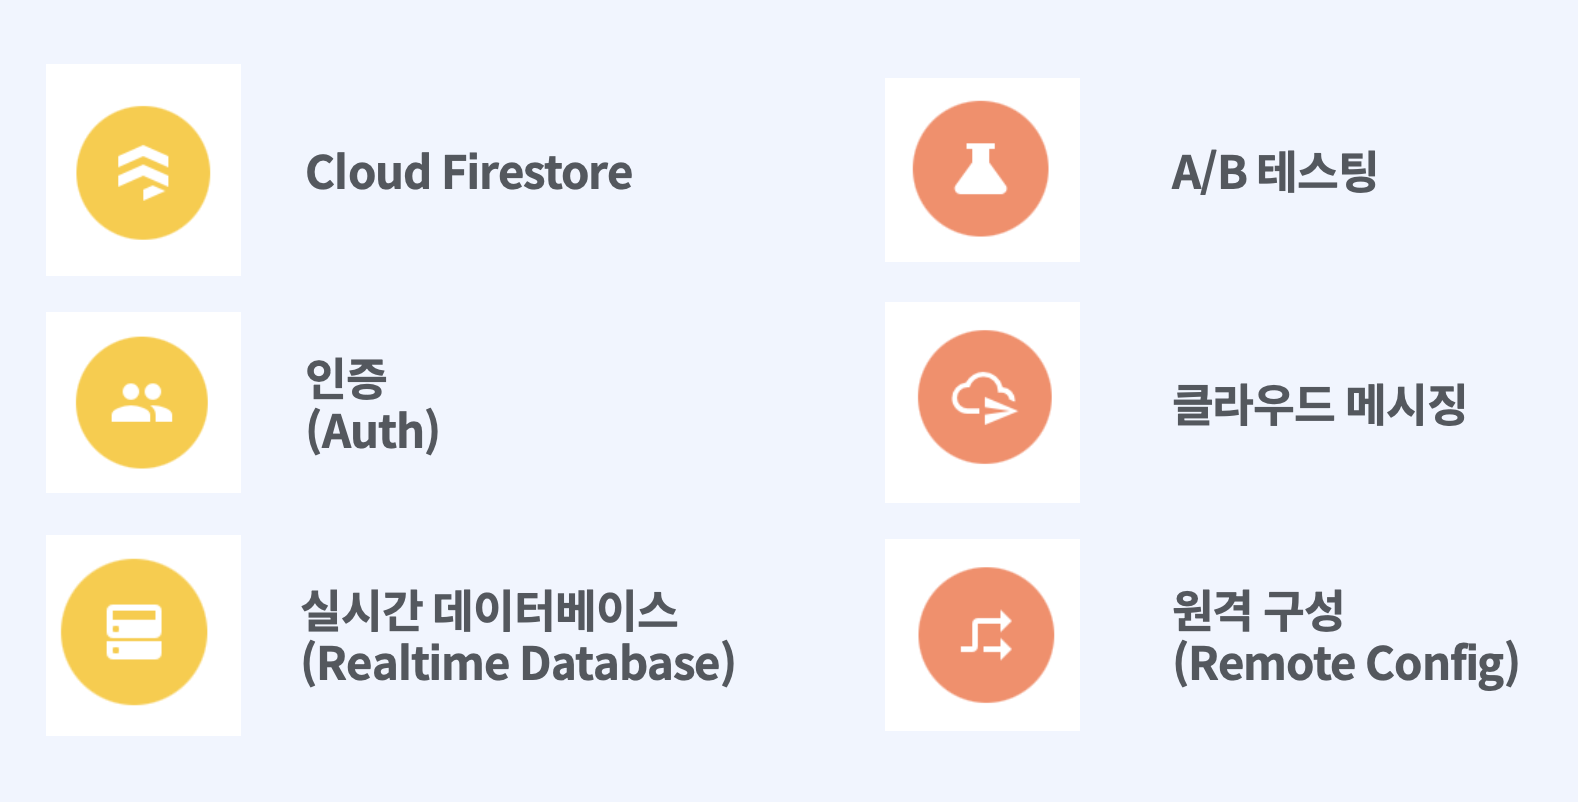 Cloud Firestore
인증
(Auth)
실시간 데이터베이스
(Realtime Database)
A/B 테스팅
클라우드 메시징
원격 구성
(Remote Config)